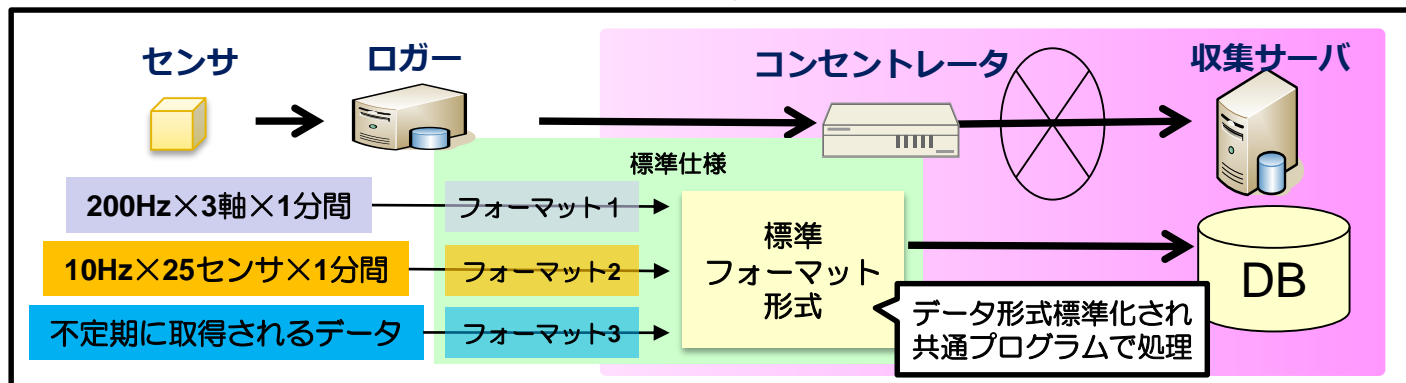 センサ
ロガー
コンセントレータ
収集サーバ
標準仕様
200Hz×3軸×1分間
フォーマット1
10Hz×25センサ×1分間
フォーマット2
不定期に取得されるデータ
フォーマット3
標準
フォーマット
形式
データ形式標準化され
共通プログラムで処理
DB